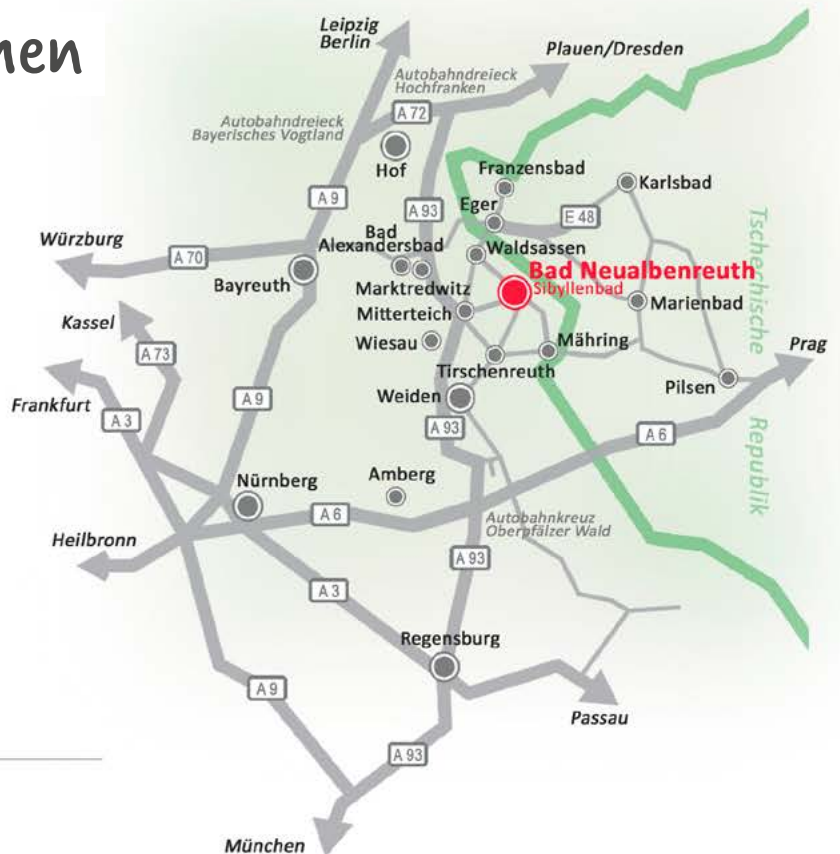 nen
Leipzig
Berlin
Plauen/Dresden
Autobahndreieck
Hochfranken
A 72
Autobahndreieck
Bayerisches Vogtland
Hof
Franzensbad
Karlsbad
A 9
A 93
Eger
E 48
Würzburg
A 70
Bad
Alexandersbad
Waldsassen
Bayreuth
Marktredwitz
Bad Neualbenreuth
Sibyllenbad
Tschechische
Republik
Mitterteich
Marienbad
Kassel
A 73
Wiesau
Mähring
Prag
Tirschenreuth
Pilsen
Frankfurt
A 3
A 9
Weiden
A 93
A 6
Nürnberg
Amberg
A 6
Autobahnkreuz
Oberpfälzer Wald
Heilbronn
A 93
A 3
Regensburg
A 9
Passau
A 93
München